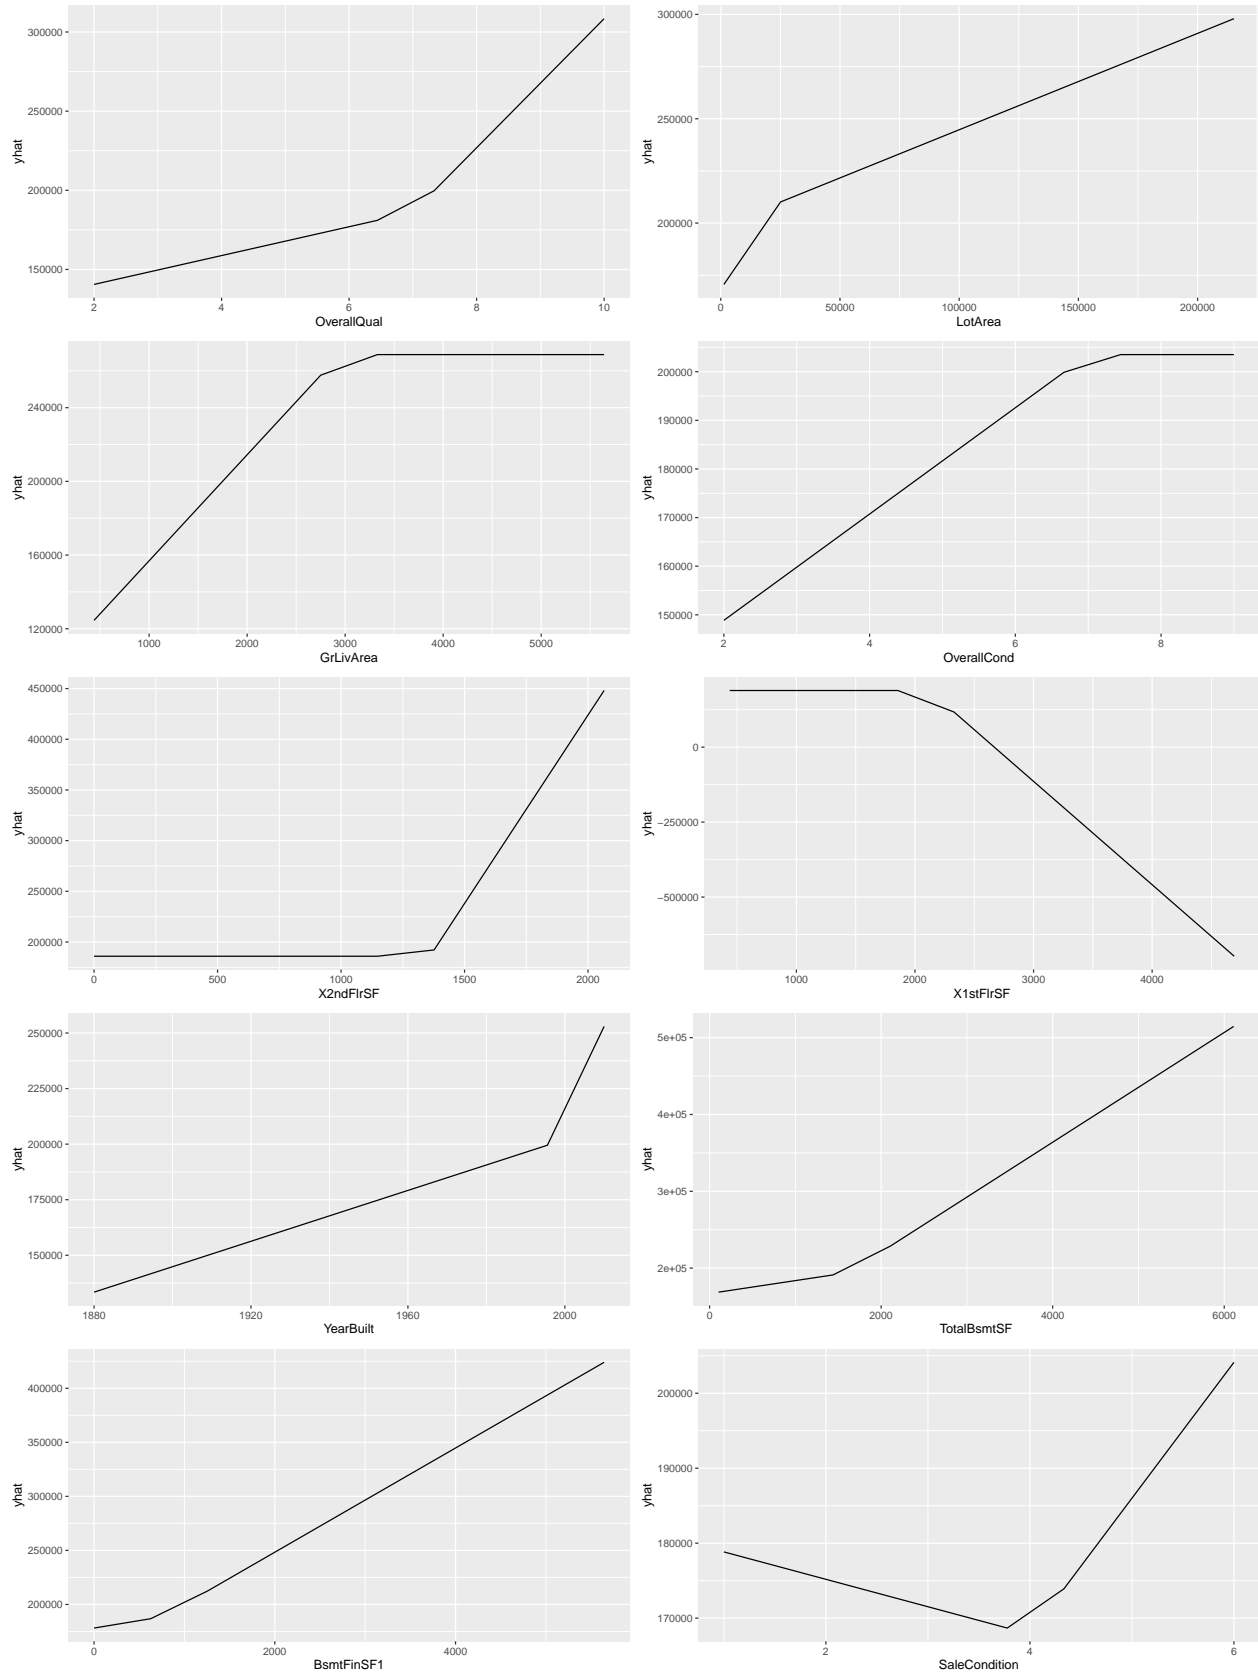 300000
250000
200000
150000
yhat
2 4 6 8 10
OverallQual
300000
250000
200000
yhat
0 50000 100000 150000 200000
LotArea
240000
200000
160000
120000
yhat
1000 2000 3000 4000 5000
GrLivArea
200000
190000
180000
170000
160000
150000
yhat
2 4 6 8
OverallCond
450000
400000
350000
300000
250000
200000
yhat
0 500 1000 1500 2000
X2ndFlrSF
0
−250000
−500000
yhat
1000 2000 3000 4000
X1stFlrSF
250000
225000
200000
175000
150000
yhat
1880 1920 1960 2000
YearBuilt
5e+05
4e+05
3e+05
2e+05
yhat
0 2000 4000 6000
TotalBsmtSF
400000
350000
300000
250000
200000
yhat
0 2000 4000
BsmtFinSF1
200000
190000
180000
170000
yhat
2 4 6
SaleCondition